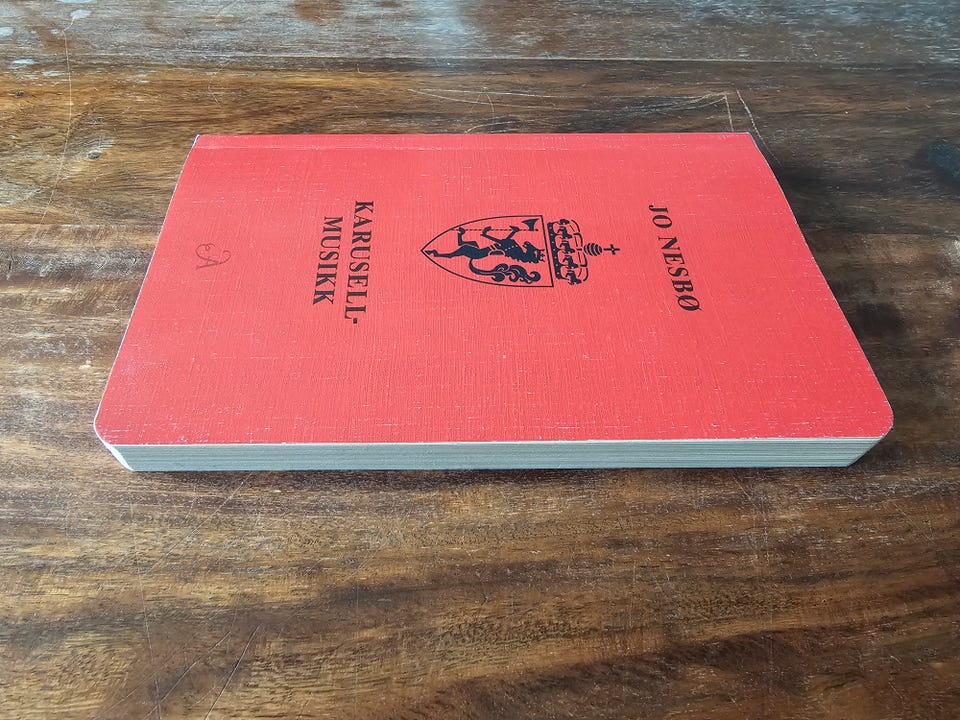 JO NESBØ
KARUSELL-
MUSIKK
A